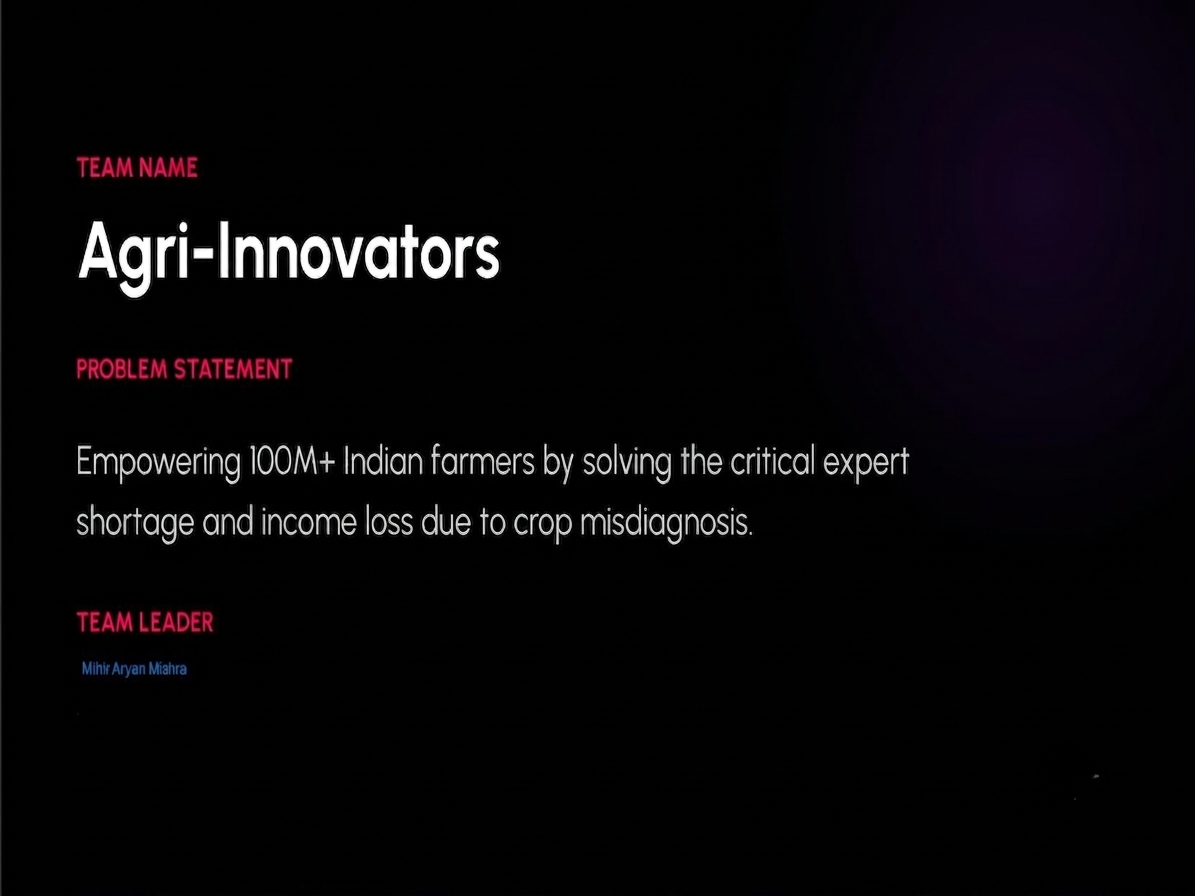 TEAM NAME
Agri-Innovators
PROBLEM STATEMENT
Empowering 100M+ Indian farmers by solving the critical expert
shortage and income loss due to crop misdiagnosis.
TEAM LEADER
Mihir Aryan Mishra